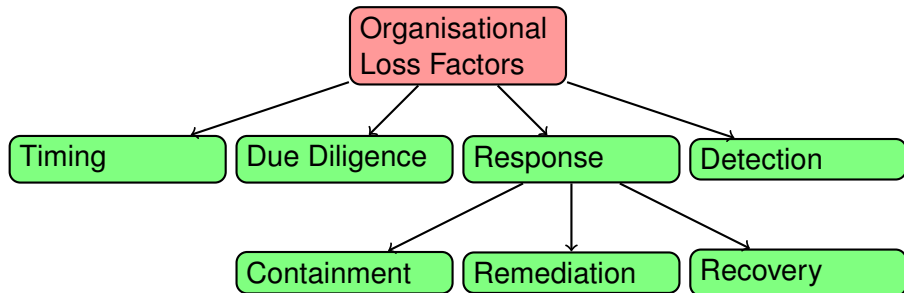 Organisational
Loss Factors
Timing
Due Diligence
Response
Detection
Containment
Remediation
Recovery